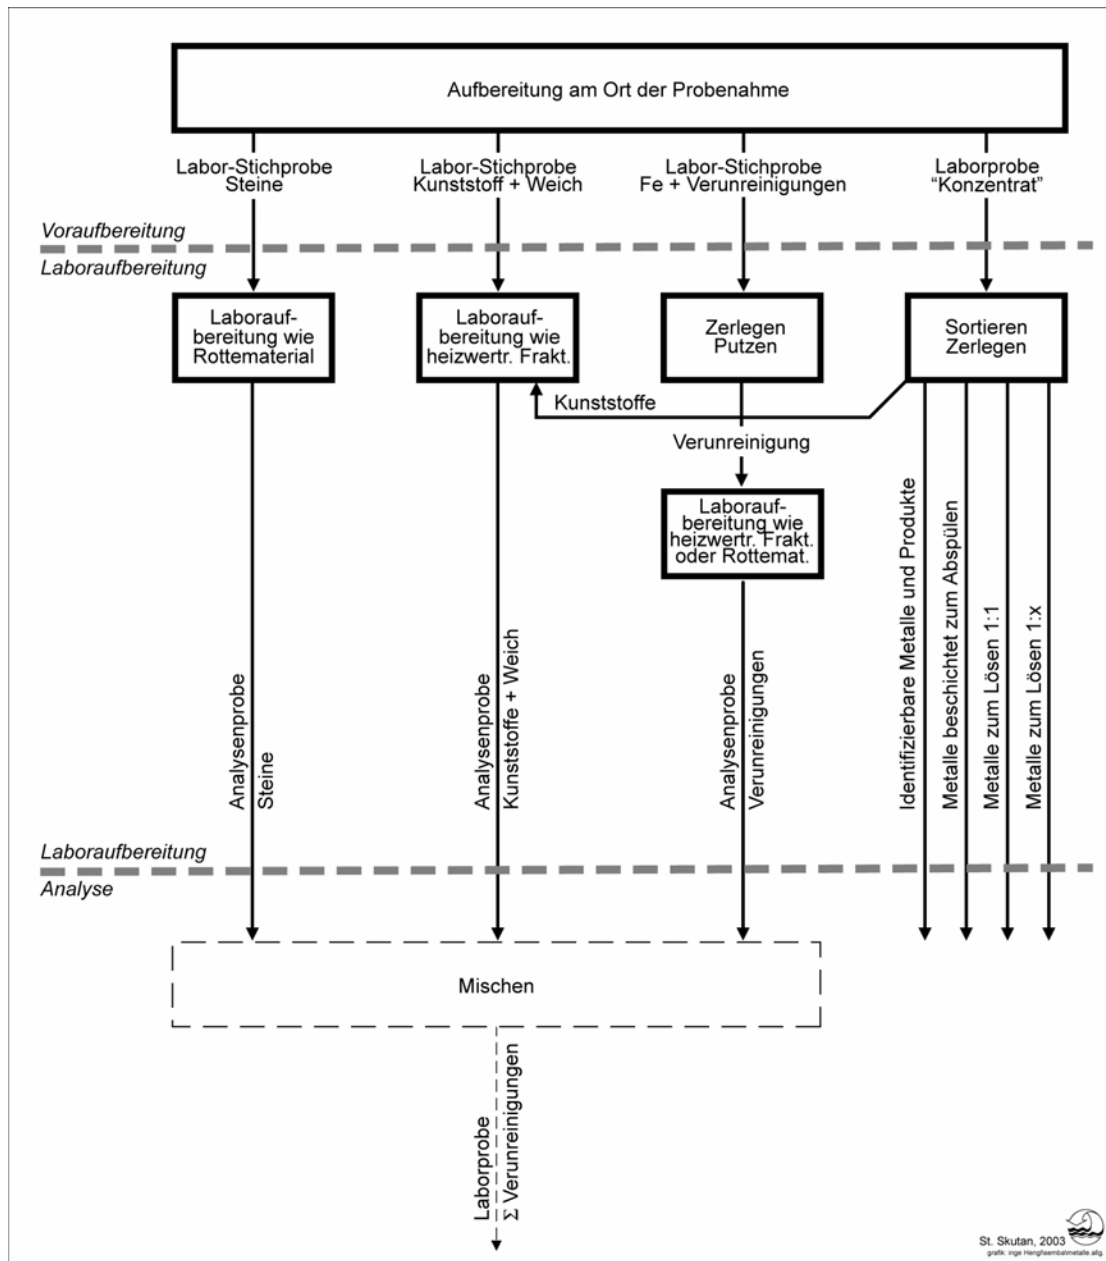 Aufbereitung am Ort der Probenahme
Labor-Stichprobe
Steine
Labor-Stichprobe
Kunststoff + Weich
Labor-Stichprobe
Fe + Verunreinigungen
Laborprobe
“Konzentrat”
Voraufbereitung
Laboraufbereitung
Laborauf-
bereitung wie
Rottematerial
Laborauf-
bereitung wie
heizwertr. Frakt.
Zerlegen
Putzen
Sortieren
Zerlegen
Kunststoffe
Verunreinigung
Laborauf-
bereitung wie
heizwertr. Frakt.
oder Rottemat.
Analysenprobe
Steine
Analysenprobe
Kunststoffe + Weich
Analysenprobe
Verunreinigungen
Identifizierbare Metalle und Produkte
Metalle beschichtet zum Abspülen
Metalle zum Lösen 1:1
Metalle zum Lösen 1:x
Laboraufbereitung
Analyse
Mischen
Laborprobe
Σ Verunreinigungen
St. Skutan, 2003
grafik: inge